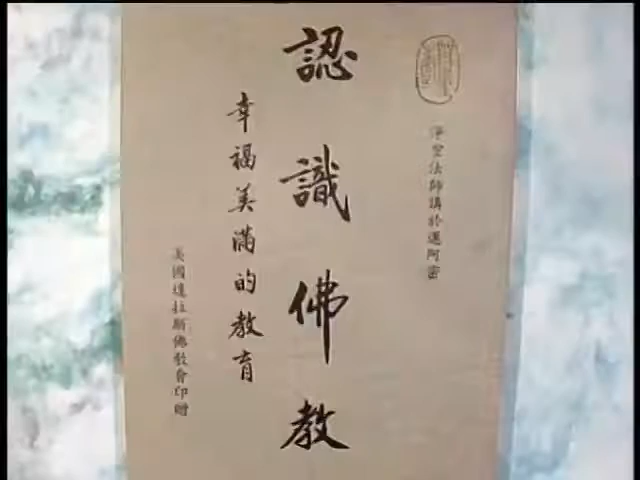 淨空法師講於邁阿密
認識佛教
幸福美滿的教育
美國達拉斯佛教會印贈